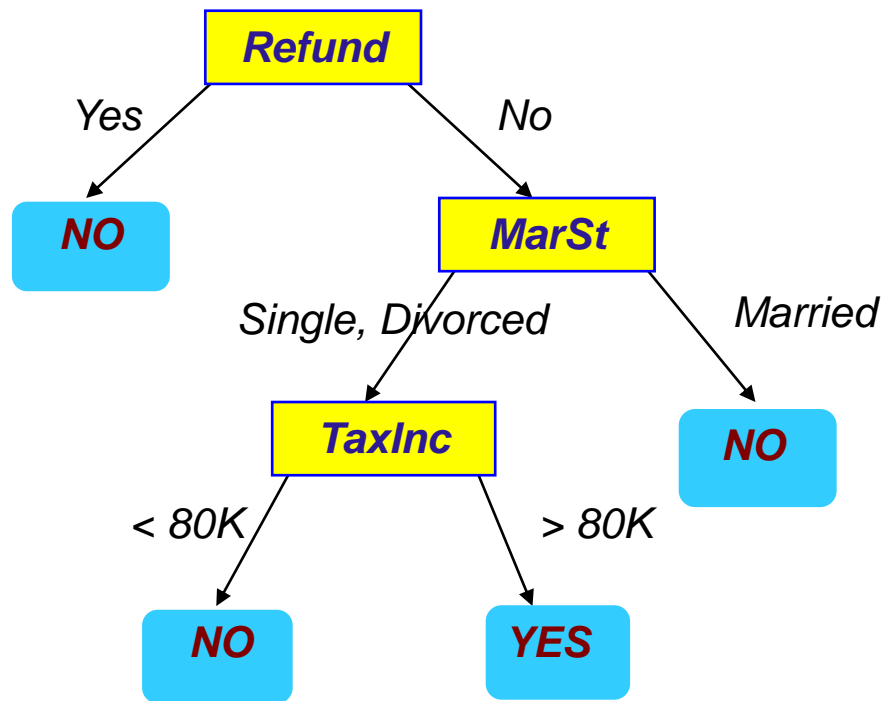 Refund
Yes
No
NO
MarSt
Single, Divorced
Married
TaxInc
NO
< 80K
> 80K
NO
YES